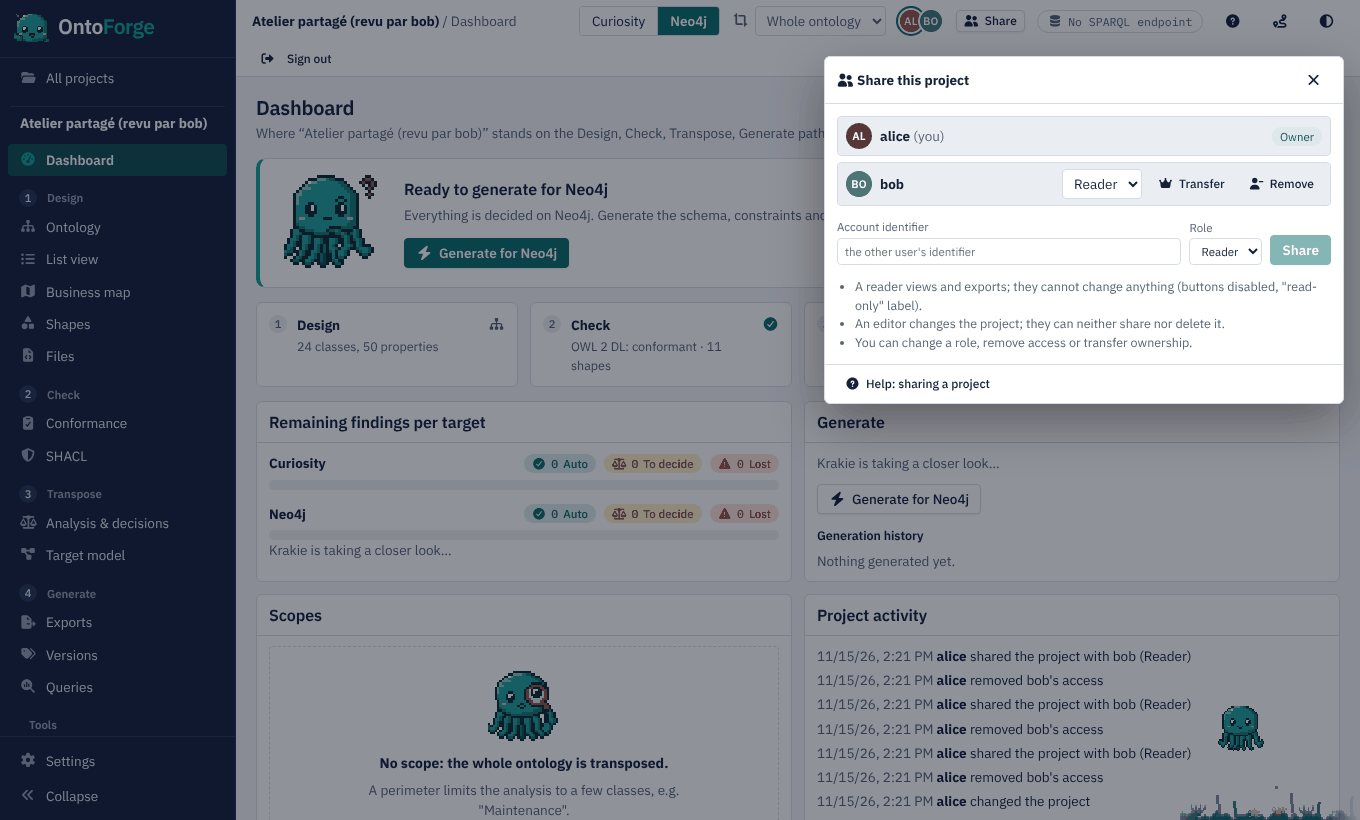 OntoForge
All projects
Atelier partagé (revu par bob)
Dashboard
1 Design
Ontology
List view
Business map
Shapes
Files
2 Check
Conformance
SHACL
3 Transpose
Analysis & decisions
Target model
4 Generate
Exports
Versions
Queries
Tools
Settings
Collapse
Atelier partagé (revu par bob) / Dashboard
Curiosity
Neo4j
Whole ontology
AL
BO
Share
No SPARQL endpoint
Sign out
Dashboard
Where “Atelier partagé (revu par bob)” stands on the Design, Check, Transpose, Generate path
Ready to generate for Neo4j
Everything is decided on Neo4j. Generate the schema, constraints and
Generate for Neo4j
1 Design
24 classes, 50 properties
2 Check
OWL 2 DL: conformant · 11
shapes
Remaining findings per target
Curiosity
0 Auto
0 To decide
0 Lost
Neo4j
0 Auto
0 To decide
0 Lost
Krakie is taking a closer look…
Generate
Krakie is taking a closer look…
Generate for Neo4j
Generation history
Nothing generated yet.
Scopes
No scope: the whole ontology is transposed.
A perimeter limits the analysis to a few classes, e.g.
"Maintenance".
Project activity
11/15/26, 2:21 PM alice shared the project with bob (Reader)
11/15/26, 2:21 PM alice removed bob's access
11/15/26, 2:21 PM alice shared the project with bob (Reader)
11/15/26, 2:21 PM alice removed bob's access
11/15/26, 2:21 PM alice shared the project with bob (Reader)
11/15/26, 2:21 PM alice removed bob's access
11/15/26, 2:21 PM alice changed the project
Share this project
AL alice (you)
Owner
BO bob
Reader
Transfer
Remove
Account identifier
Role
the other user's identifier
Reader
Share
• A reader views and exports; they cannot change anything (buttons disabled, "read-
only" label).
• An editor changes the project; they can neither share nor delete it.
• You can change a role, remove access or transfer ownership.
Help: sharing a project